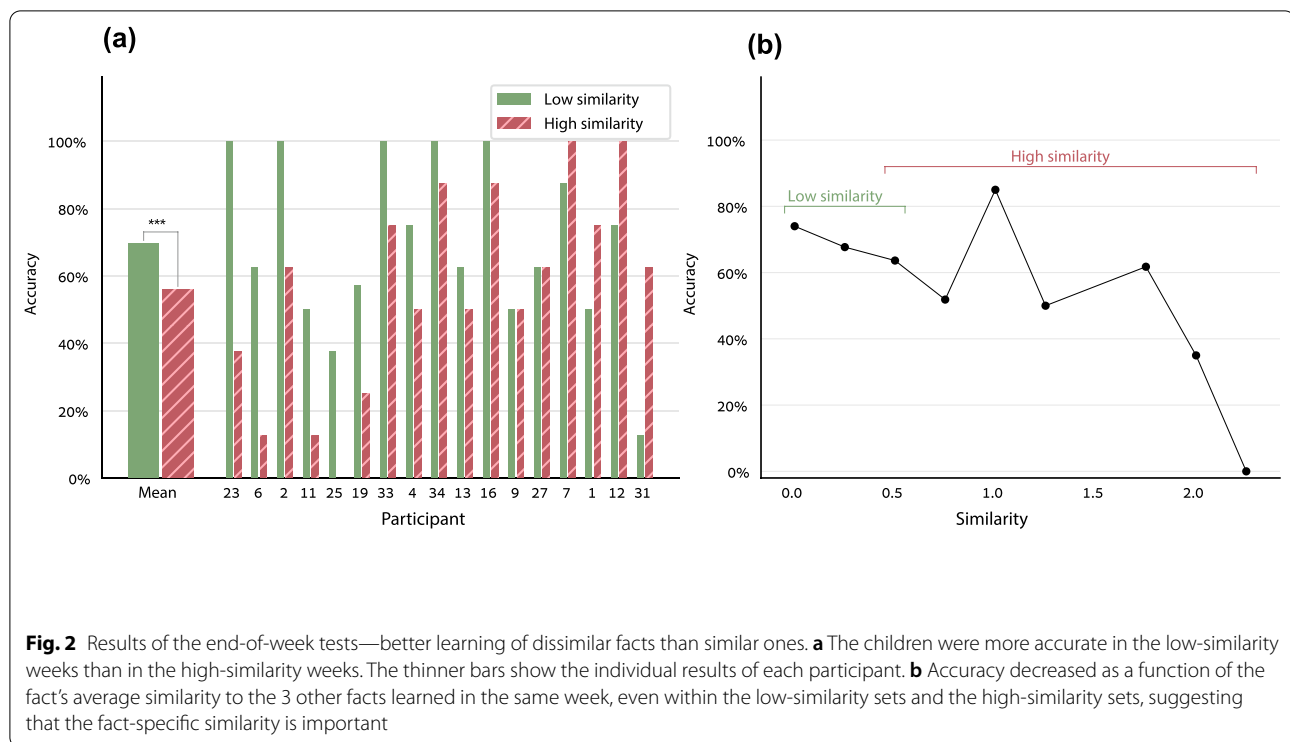 (a)
Low similarity
High similarity
100%
80%
60%
40%
20%
0%
Accuracy
***
Mean
23 6 2 11 25 19 33 4 34 13 16 9 27 7 1 12 31
Participant
(b)
100%
80%
60%
40%
20%
0%
Accuracy
High similarity
Low similarity
0.0 0.5 1.0 1.5 2.0
Similarity
Fig. 2 Results of the end-of-week tests—better learning of dissimilar facts than similar ones. a The children were more accurate in the low-similarity
weeks than in the high-similarity weeks. The thinner bars show the individual results of each participant. b Accuracy decreased as a function of the
fact's average similarity to the 3 other facts learned in the same week, even within the low-similarity sets and the high-similarity sets, suggesting
that the fact-specific similarity is important